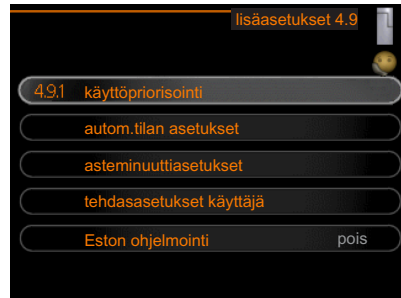 lisäasetukset 4.9
4.9.1 käyttöpriorisointi
autom.tilan asetukset
asteminuuttiasetukset
tehdasasetukset käyttäjä
Eston ohjelmointi pois